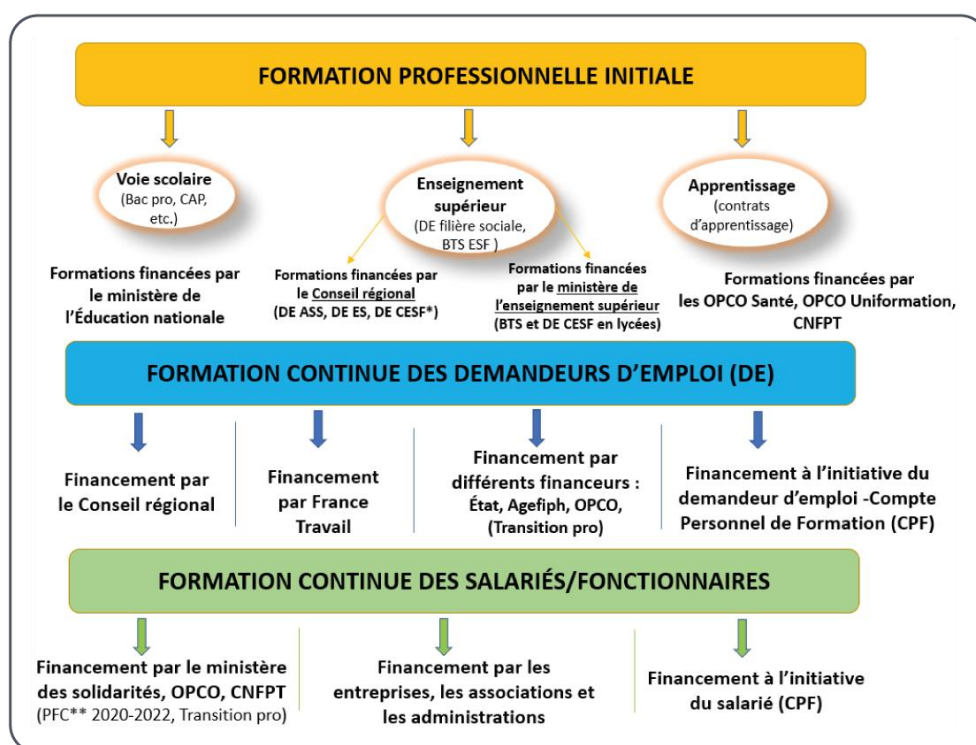 FORMATION PROFESSIONNELLE INITIALE
Voie scolaire
(Bac pro, CAP,
etc.)
Formations financées par
le ministère de
l'Éducation nationale
Enseignement
supérieur
(DE filière sociale,
BTS ESF )
Formations financées par
le Conseil régional
(DE ASS, DE ES, DE CESF*)
Formations financées
par le ministère de
l'enseignement supérieur
(BTS et DE CESF en lycées)
Apprentissage
(contrats
d'apprentissage)
Formations financées par
les OPCO Santé, OPCO Uniformation,
CNFPT
FORMATION CONTINUE DES DEMANDEURS D'EMPLOI (DE)
Financement par
le Conseil régional
Financement
par France
Travail
Financement par
différents financeurs :
État, Agefiph, OPCO,
(Transition pro)
Financement à l'initiative du
demandeur d'emploi -Compte
Personnel de Formation (CPF)
FORMATION CONTINUE DES SALARIÉS/FONCTIONNAIRES
Financement par le ministère
des solidarités, OPCO, CNFPT
(PFC** 2020-2022, Transition pro)
Financement par les
entreprises, les associations et
les administrations
Financement à l'initiative
du salarié (CPF)